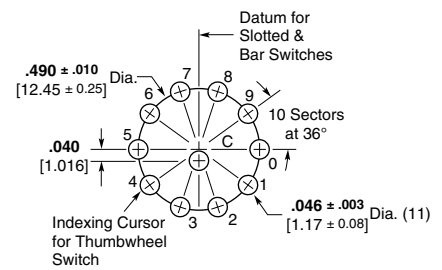 Datum for
Slotted &
Bar Switches
.490 ± .010 Dia.
[12.45 ± 0.25]
7
8
6
9
10 Sectors
at 36°
5
C
.040
[1.016]
0
4
1
3
2
.046 ± .003 Dia. (11)
[1.17 ± 0.08]
Indexing Cursor
for Thumbwheel
Switch